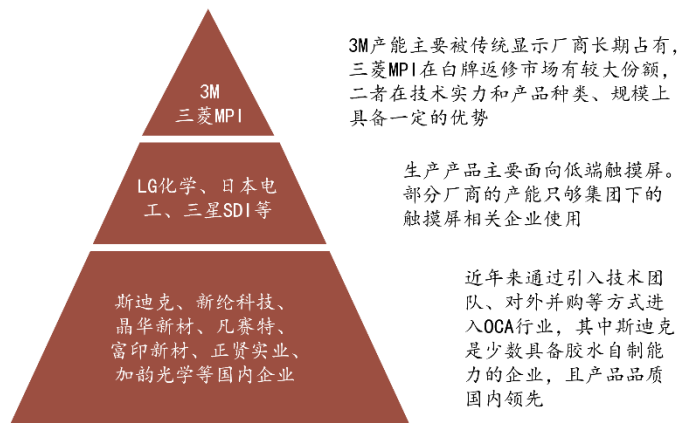 3M
三菱MPI
3M产能主要被传统显示厂商长期占有，
三菱MPI在白牌返修市场有较大份额，
二者在技术实力和产品种类、规模上
具备一定的优势
LG化学、日本电
工、三星SDI等
生产产品主要面向低端触摸屏。
部分厂商的产能只够集团下的
触摸屏相关企业使用
斯迪克、新纶科技、
晶华新材、凡赛特、
富印新材、正贤实业、
加韵光学等国内企业
近年来通过引入技术团
队、对外并购等方式进
入OCA行业，其中斯迪克
是少数具备胶水自制能
力的企业，且产品品质
国内领先